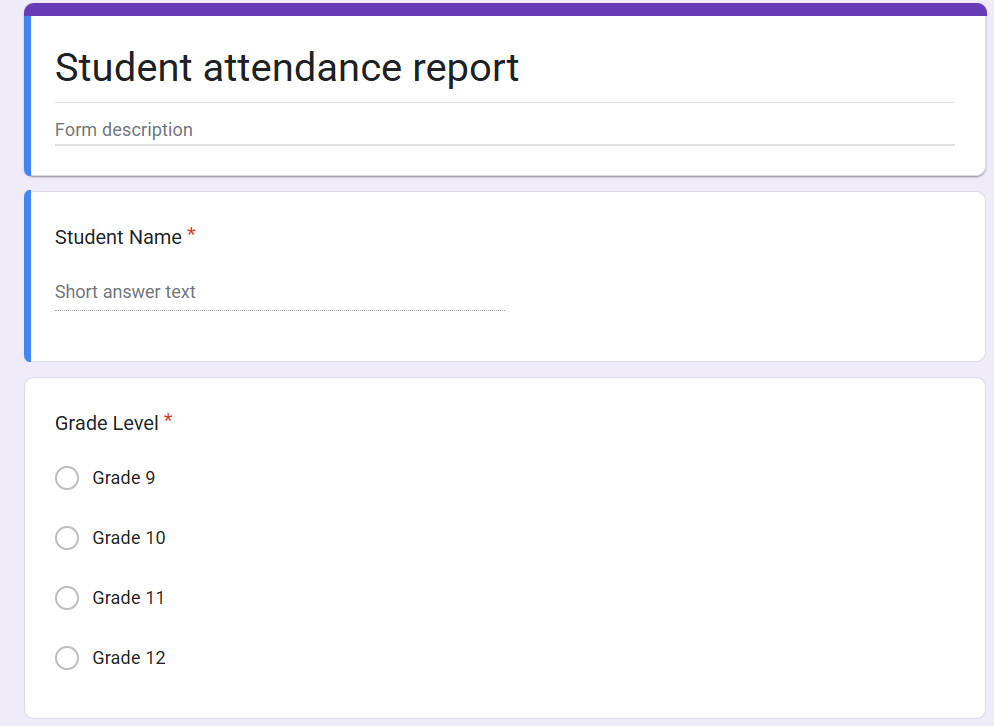 Student attendance report
Form description
Student Name *
Short answer text
Grade Level *
Grade 9
Grade 10
Grade 11
Grade 12